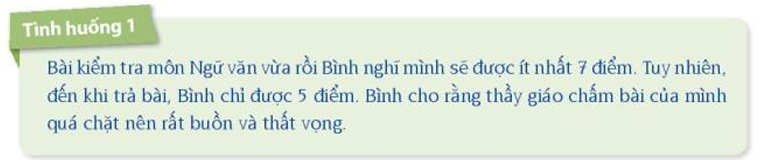 Tình huống 1
Bài kiểm tra môn Ngữ văn vừa rồi Bình nghĩ mình sẽ được ít nhất 7 điểm. Tuy nhiên,
đến khi trả bài, Bình chỉ được 5 điểm. Bình cho rằng thầy giáo chấm bài của mình
quá chặt nên rất buồn và thất vọng.